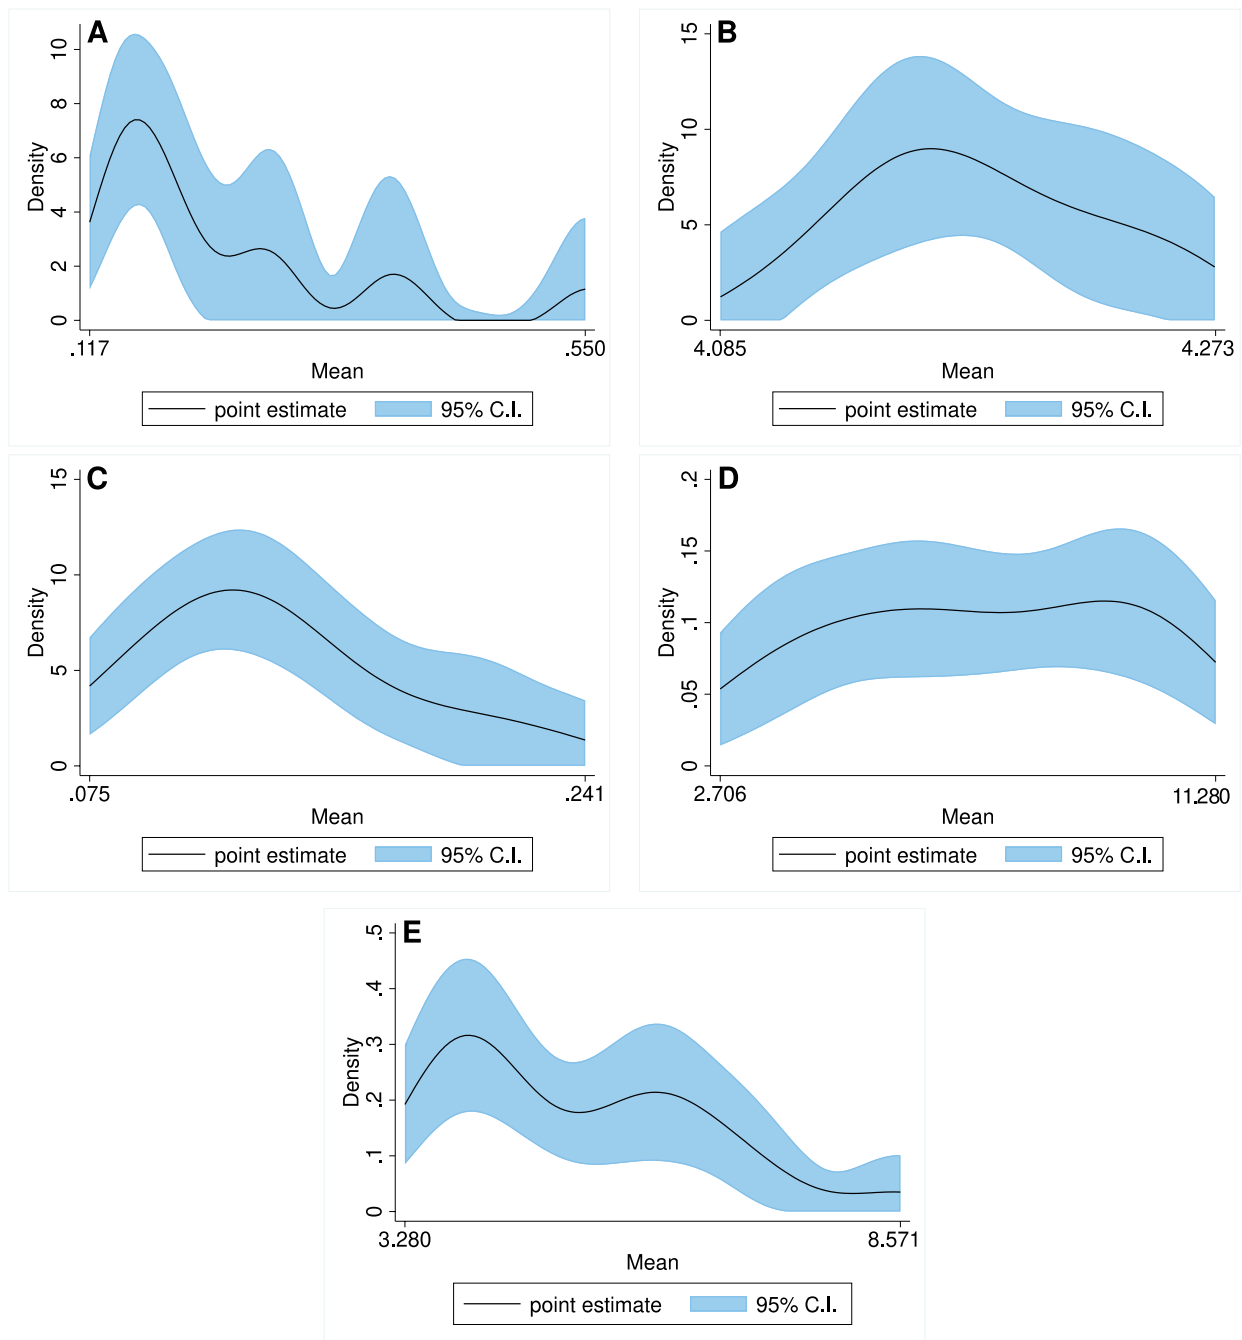 A
Density
10
8
6
4
2
0
.117
.550
Mean
point estimate 95% C.I.
B
Density
15
10
5
0
4.085
4.273
Mean
point estimate 95% C.I.
C
Density
15
10
5
0
.075
.241
Mean
point estimate 95% C.I.
D
Density
.2
.15
.1
.05
0
2.706
11.280
Mean
point estimate 95% C.I.
E
Density
.5
.4
.3
.2
.1
0
3.280
8.571
Mean
point estimate 95% C.I.